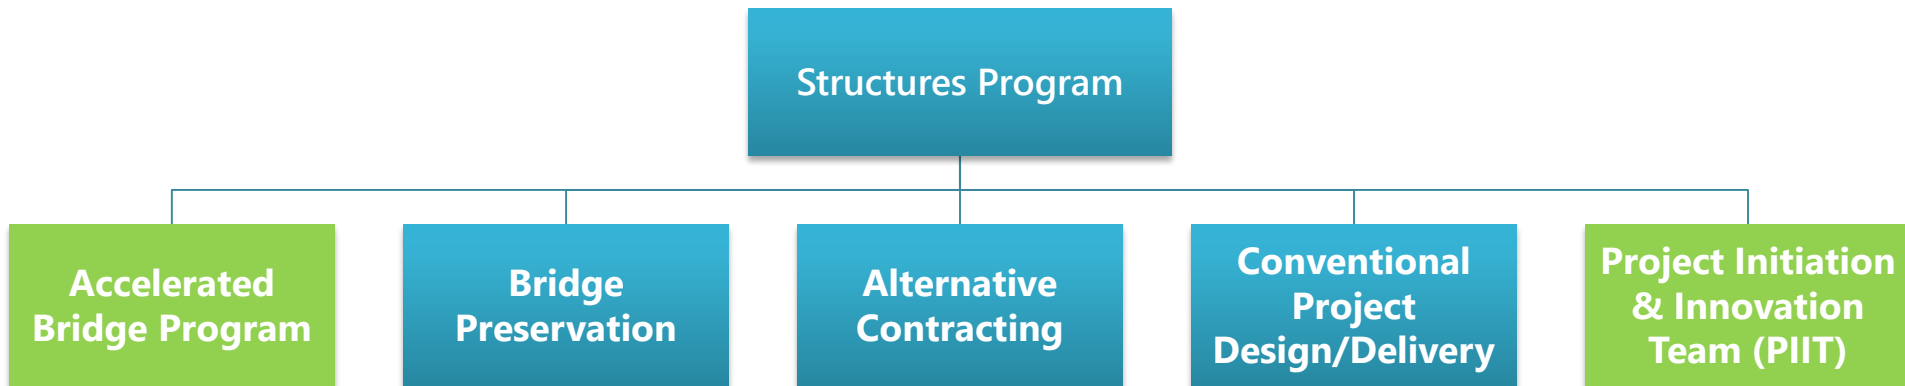 Structures Program
Accelerated
Bridge Program
Bridge
Preservation
Alternative
Contracting
Conventional
Project
Design/Delivery
Project Initiation
& Innovation
Team (PIIT)